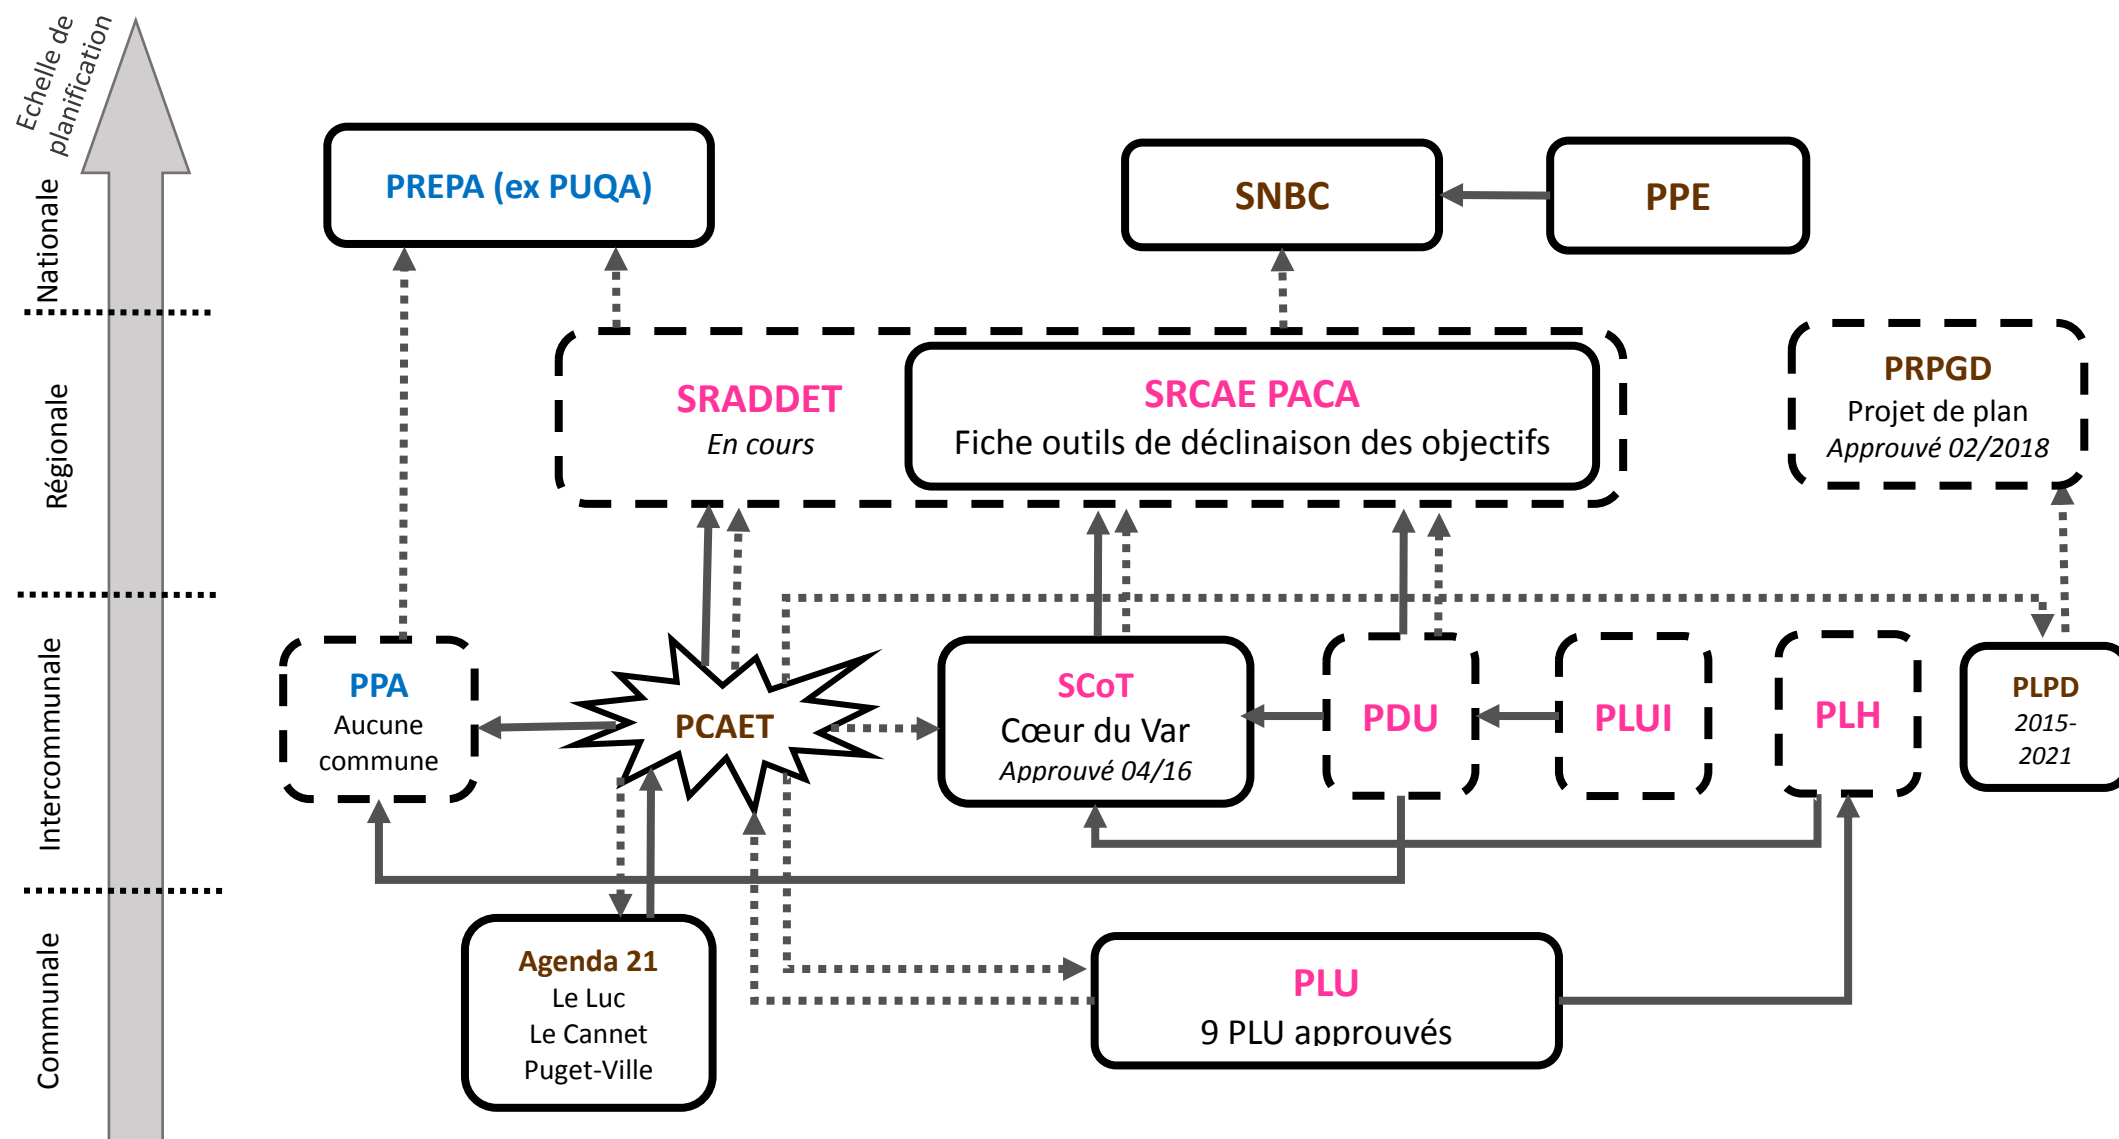 Echelle de
planification
Nationale
PREPA (ex PUQA)
SNBC
PPE
Régionale
SRADDET
En cours
SRCAE PACA
Fiche outils de déclinaison des objectifs
PRPGD
Projet de plan
Approuvé 02/2018
Intercommunale
PPA
Aucune
commune
PCAET
SCoT
Cœur du Var
Approuvé 04/16
PDU
PLUI
PLH
PLPD
2015-
2021
Communale
Agenda 21
Le Luc
Le Cannet
Puget-Ville
PLU
9 PLU approuvés